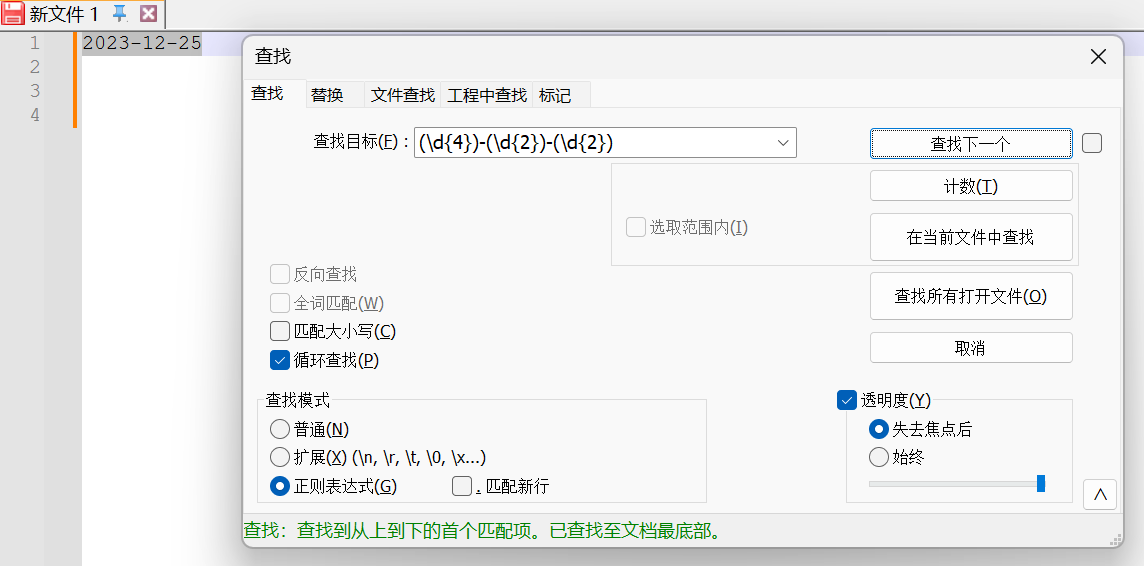 新文件 1
1 2023-12-25
2
3
4
查找
查找 替换 文件查找 工程中查找 标记
查找目标(F)： (\d{4})-(\d{2})-(\d{2}) 查找下一个
计数(T)
选取范围内(I)
在当前文件中查找
反向查找
查找所有打开文件(O)
全词匹配(W)
匹配大小写(C)
取消
循环查找(P)
查找模式
透明度(Y)
普通(N)
失去焦点后
扩展(X) (\n, \r, \t, \0, \x...)
始终
正则表达式(G) . 匹配新行
查找：查找到从上到下的首个匹配项。已查找至文档最底部。